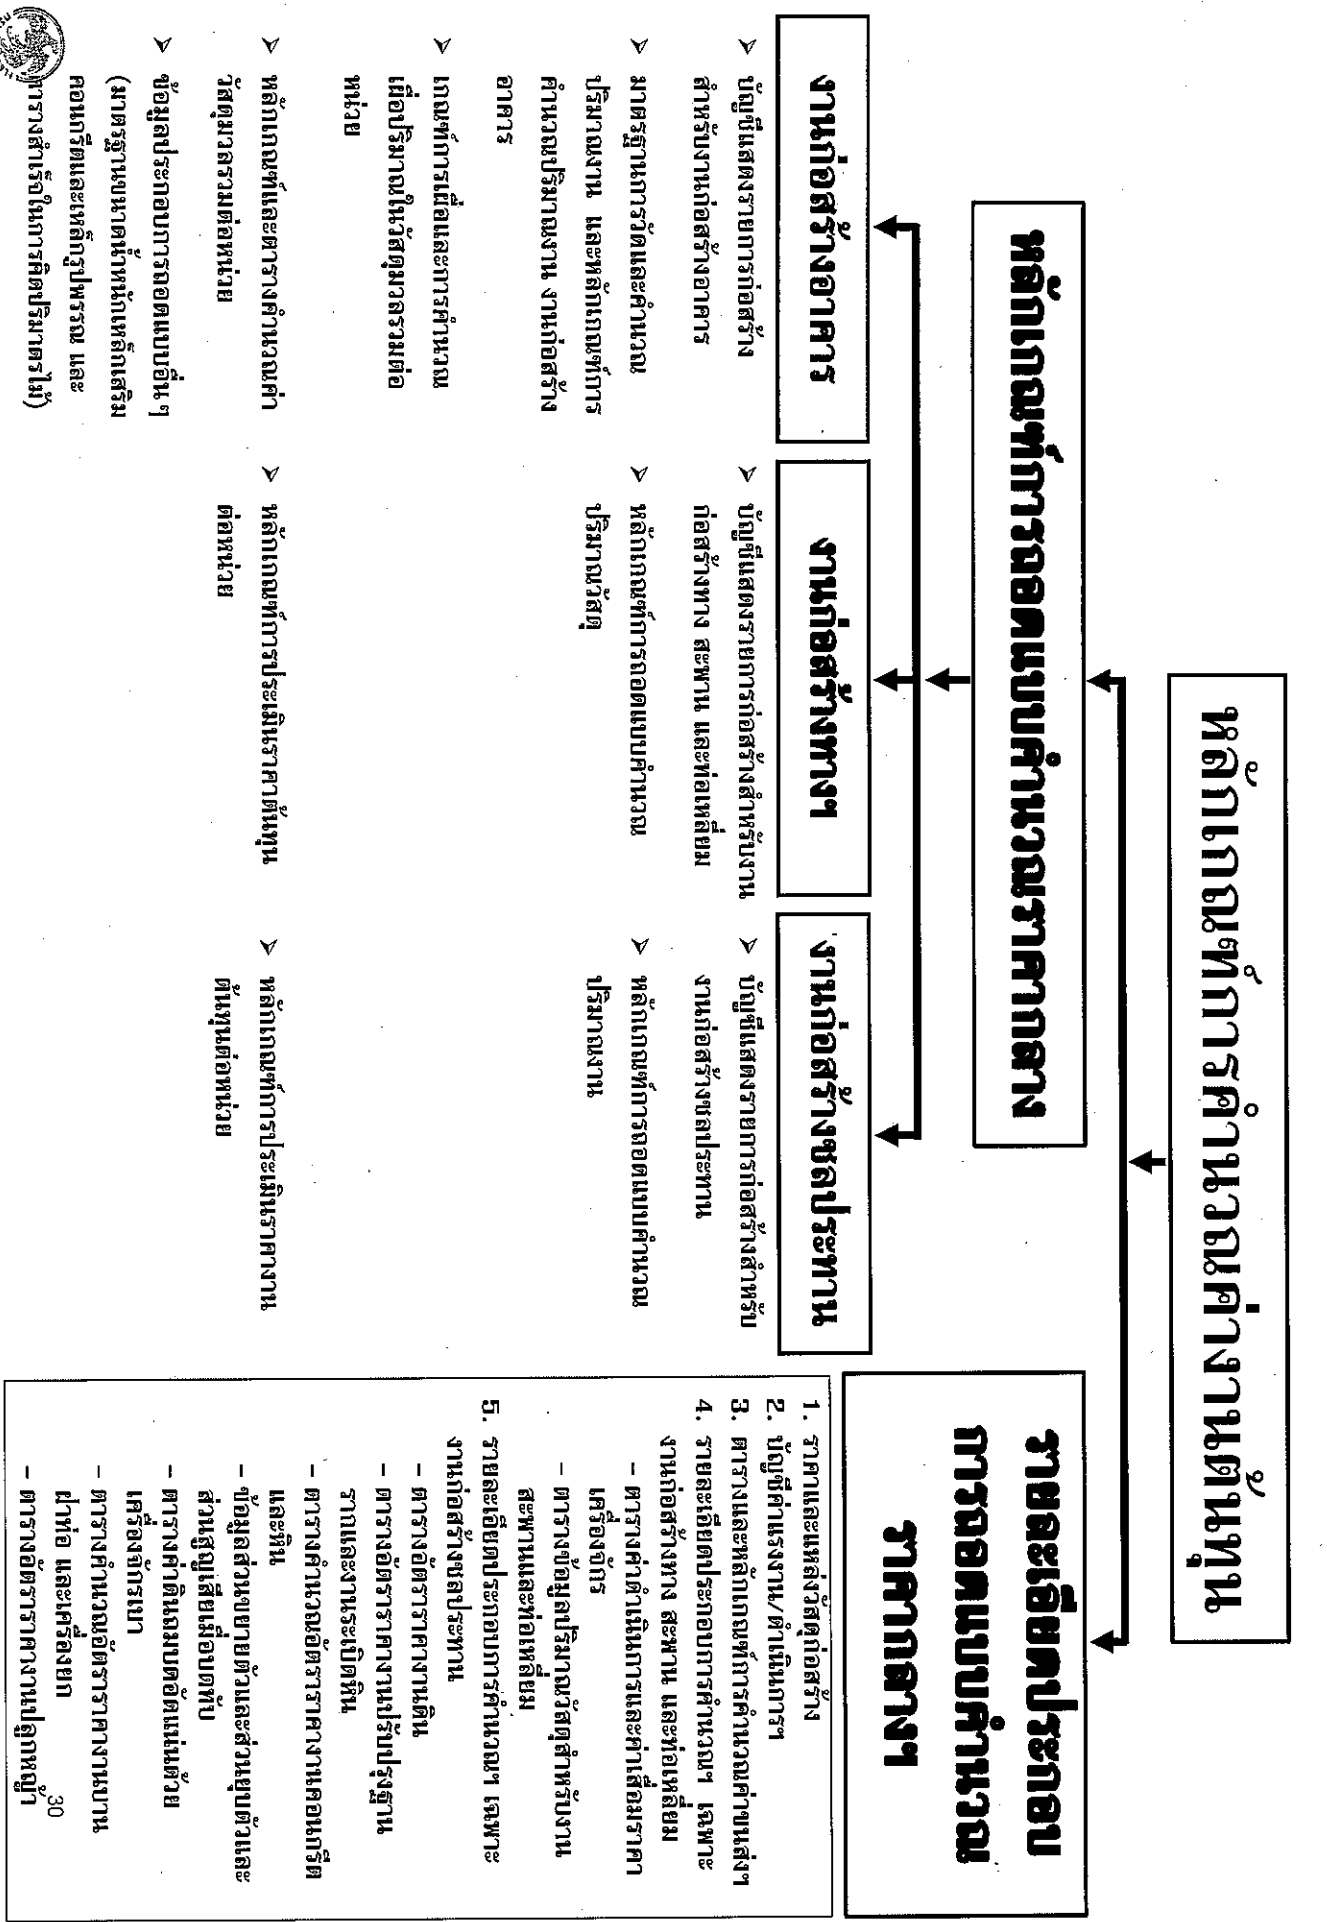 หลักเกณฑ์การคำนวณค่างานต้นทุน
หลักเกณฑ์การถอดแบบคำนวณราคากลาง
งานก่อสร้างอาคาร
➢ บัญชีแสดงรายการก่อสร้าง
สำหรับงานก่อสร้างอาคาร
➢ มาตรฐานการวัดและคำนวณ
ปริมาณงาน และหลักเกณฑ์การ
คำนวณปริมาณงาน งานก่อสร้าง
อาคาร
➢ เกณฑ์การเผื่อและการคำนวณ
เผื่อปริมาณในวัสดุมวลรวมต่อ
หน่วย
➢ หลักเกณฑ์และตารางคำนวณค่า
วัสดุมวลรวมต่อหน่วย
➢ ข้อมูลประกอบการถอดแบบอื่นๆ
(มาตรฐานขนาดน้ำหนักเหล็กเสริม
คอนกรีตและเหล็กรูปพรรณ และ
ตารางสำเร็จในการคิดปริมาตรไม้)
งานก่อสร้างทางฯ
➢ บัญชีแสดงรายการก่อสร้างสำหรับงาน
ก่อสร้างทาง สะพาน และท่อเหลี่ยม
➢ หลักเกณฑ์การถอดแบบคำนวณ
ปริมาณวัสดุ
➢ หลักเกณฑ์การประเมินราคาต้นทุน
ต่อหน่วย
งานก่อสร้างชลประทาน
➢ บัญชีแสดงรายการก่อสร้างสำหรับ
งานก่อสร้างชลประทาน
➢ หลักเกณฑ์การถอดแบบคำนวณ
ปริมาณงาน
➢ หลักเกณฑ์การประเมินราคางาน
ต้นทุนต่อหน่วย
รายละเอียดประกอบ
การถอดแบบคำนวณ
ราคากลางฯ
1. ราคาและแหล่งวัสดุก่อสร้าง
2. บัญชีค่าแรงงาน/ดำเนินการฯ
3. ตารางและหลักเกณฑ์การคำนวณค่าขนส่งฯ
4. รายละเอียดประกอบการคำนวณฯ เฉพาะ
งานก่อสร้างทาง สะพาน และท่อเหลี่ยม
- ตารางค่าดำเนินการและค่าเสื่อมราคา
เครื่องจักร
- ตารางข้อมูลปริมาณวัสดุสำหรับงาน
สะพานและท่อเหลี่ยม
5. รายละเอียดประกอบการคำนวณฯ เฉพาะ
งานก่อสร้างชลประทาน
- ตารางอัตราราคางานดิน
- ตารางอัตราราคางานปรับปรุงฐาน
รากและงานระเบิดหิน
- ตารางคำนวณอัตราราคางานคอนกรีต
และหิน
- ข้อมูลส่วนขยายตัวและส่วนยุบตัวและ
ส่วนสูญเสียเมื่อบดทับ
- ตารางค่าดินถมบดอัดแน่นด้วย
เครื่องจักรเบา
- ตารางคำนวณอัตราราคางานบาน
ฝาท่อ และเครื่องยก
- ตารางอัตราราคางานปลูกหญ้า
30